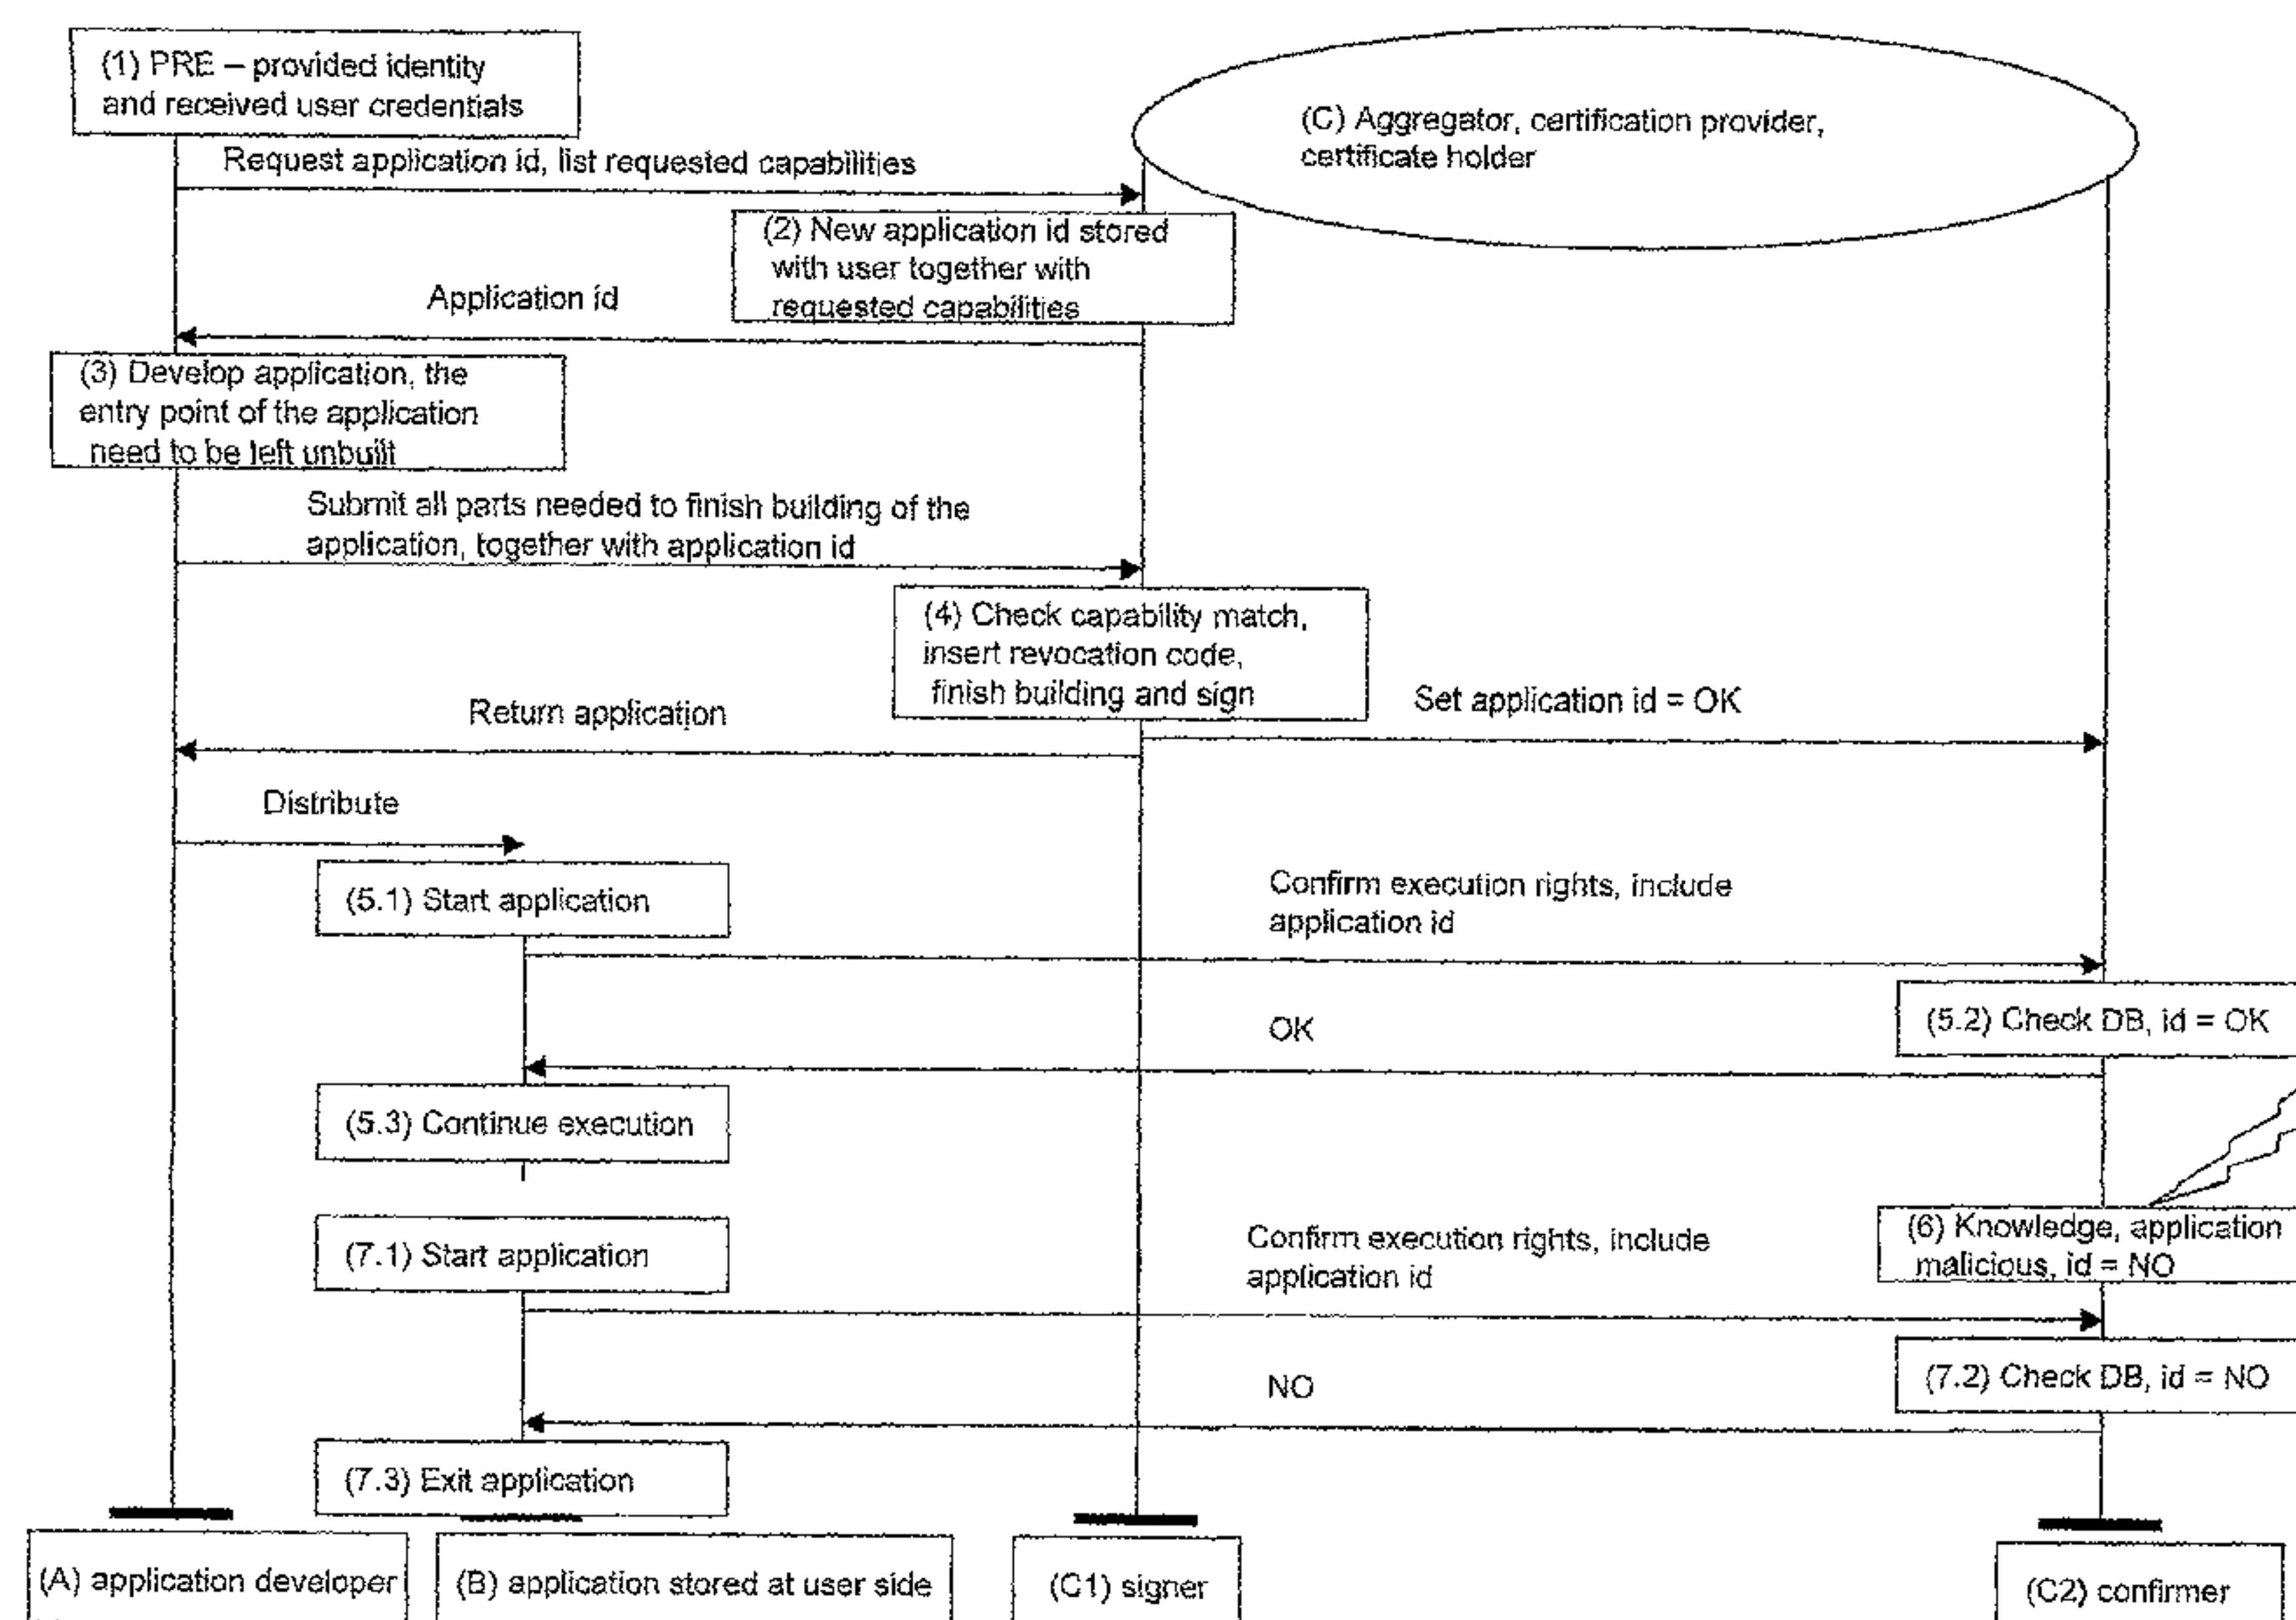 (1) PRE – provided identity
and received user credentials
(C) Aggregator, certification provider,
certificate holder
Request application id, list requested capabilities
(2) New application id stored
with user together with
requested capabilities
Application id
(3) Develop application, the
entry point of the application
need to be left unbuilt
Submit all parts needed to finish building of the
application, together with application id
(4) Check capability match,
insert revocation code,
finish building and sign
Return application
Set application id = OK
Distribute
(5.1) Start application
Confirm execution rights, include
application id
(5.2) Check DB, id = OK
OK
(5.3) Continue execution
(6) Knowledge, application
malicious, id = NO
(7.1) Start application
Confirm execution rights, include
application id
(7.2) Check DB, id = NO
NO
(7.3) Exit application
(A) application developer
(B) application stored at user side
(C1) signer
(C2) confirmer